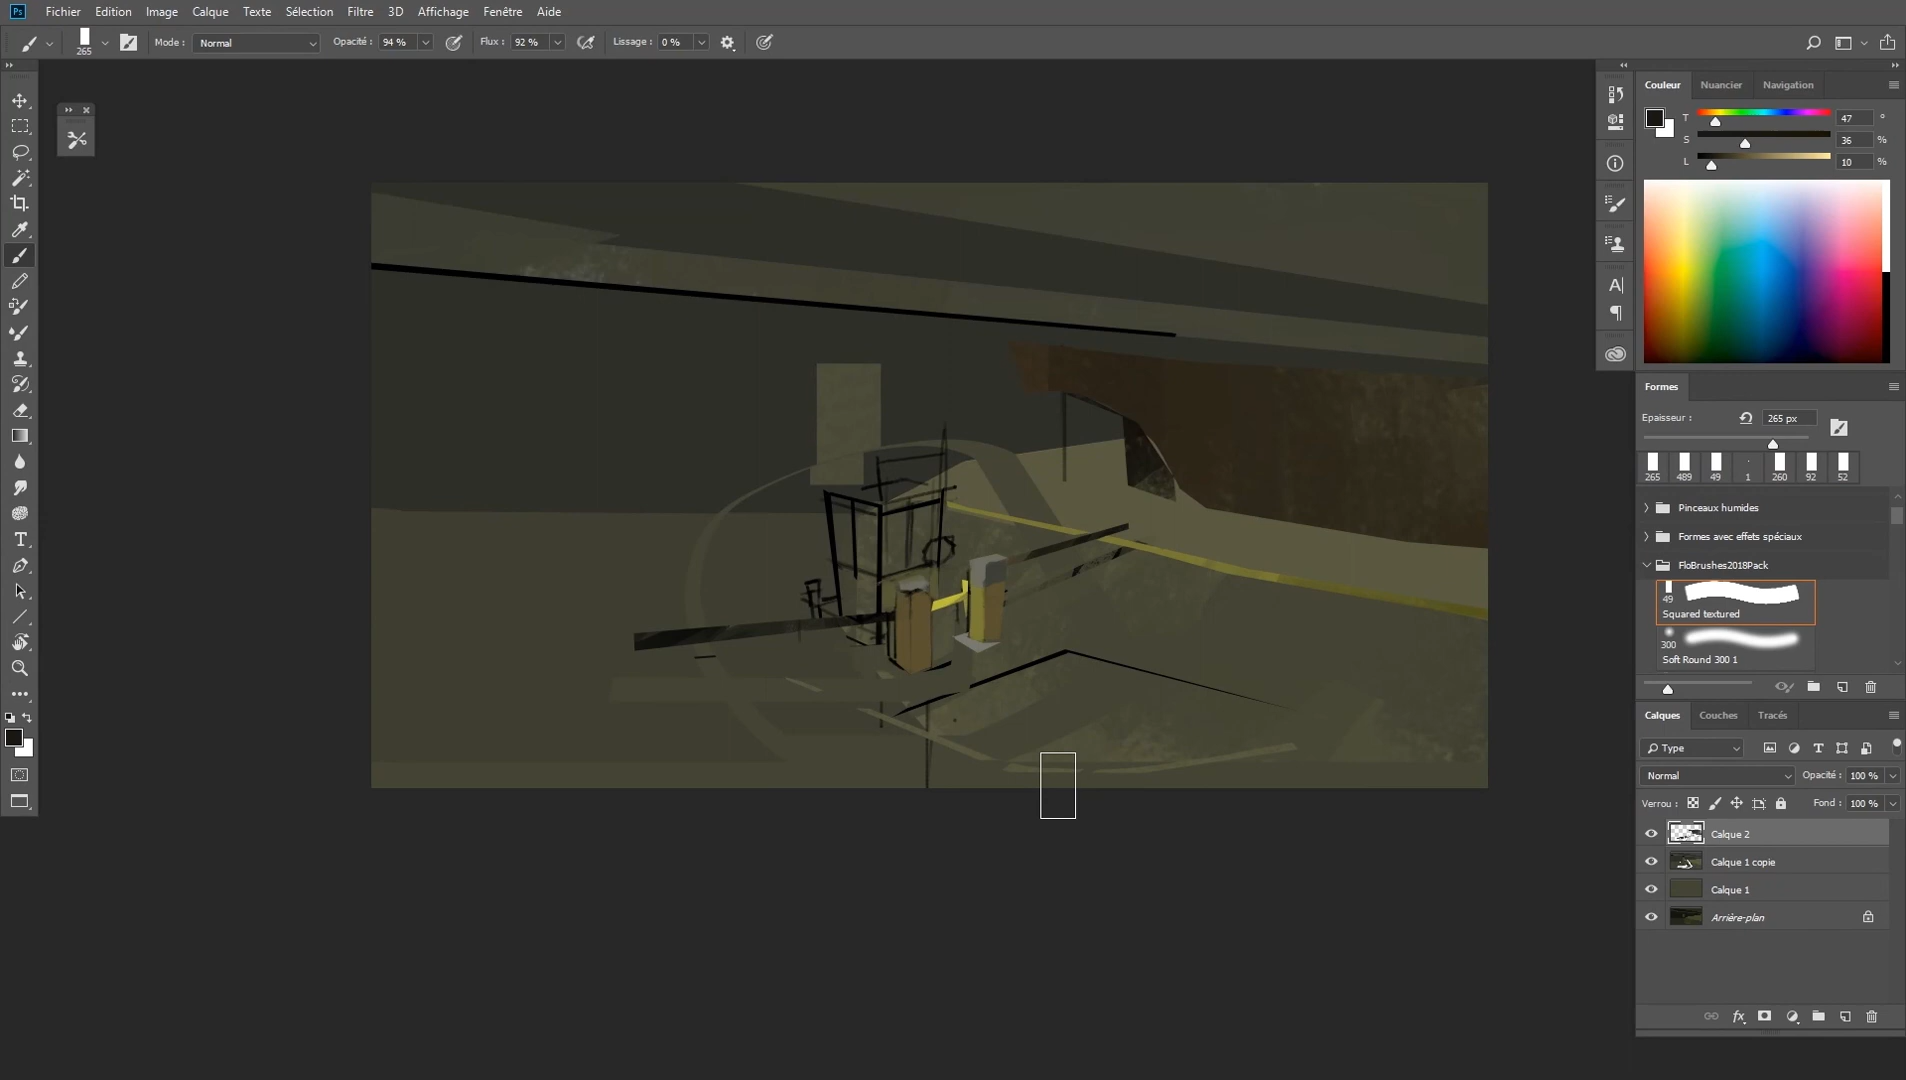 Ps Fichier Edition Image Calque Texte Sélection Filtre 3D Affichage Fenêtre Aide
265 Mode : Normal Opacité : 94 % Flux : 92 % Lissage : 0 %
Couleur Nuancier Navigation
T 47 °
S 36 %
L 10 %
Formes
Epaisseur : 265 px
265 489 49 1 260 92 52
Pinceaux humides
Formes avec effets spéciaux
FloBrushes2018Pack
49
Squared textured
300
Soft Round 300 1
Calques Couches Tracés
Type
Normal Opacité : 100 %
Verrou : Fond : 100 %
Calque 2
Calque 1 copie
Calque 1
Arrière-plan
fx